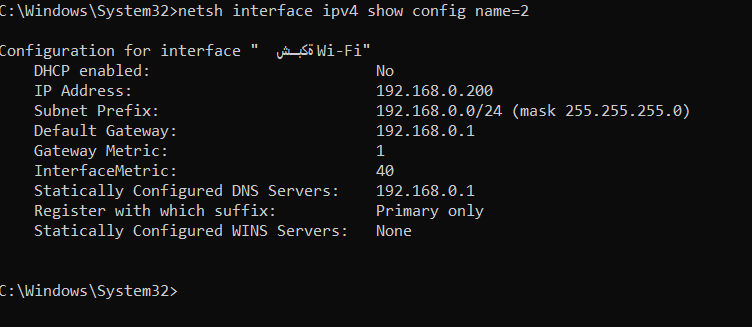 C:\Windows\System32>netsh interface ipv4 show config name=2
Configuration for interface "شبكة Wi-Fi"
DHCP enabled: No
IP Address: 192.168.0.200
Subnet Prefix: 192.168.0.0/24 (mask 255.255.255.0)
Default Gateway: 192.168.0.1
Gateway Metric: 1
InterfaceMetric: 40
Statically Configured DNS Servers: 192.168.0.1
Register with which suffix: Primary only
Statically Configured WINS Servers: None
C:\Windows\System32>